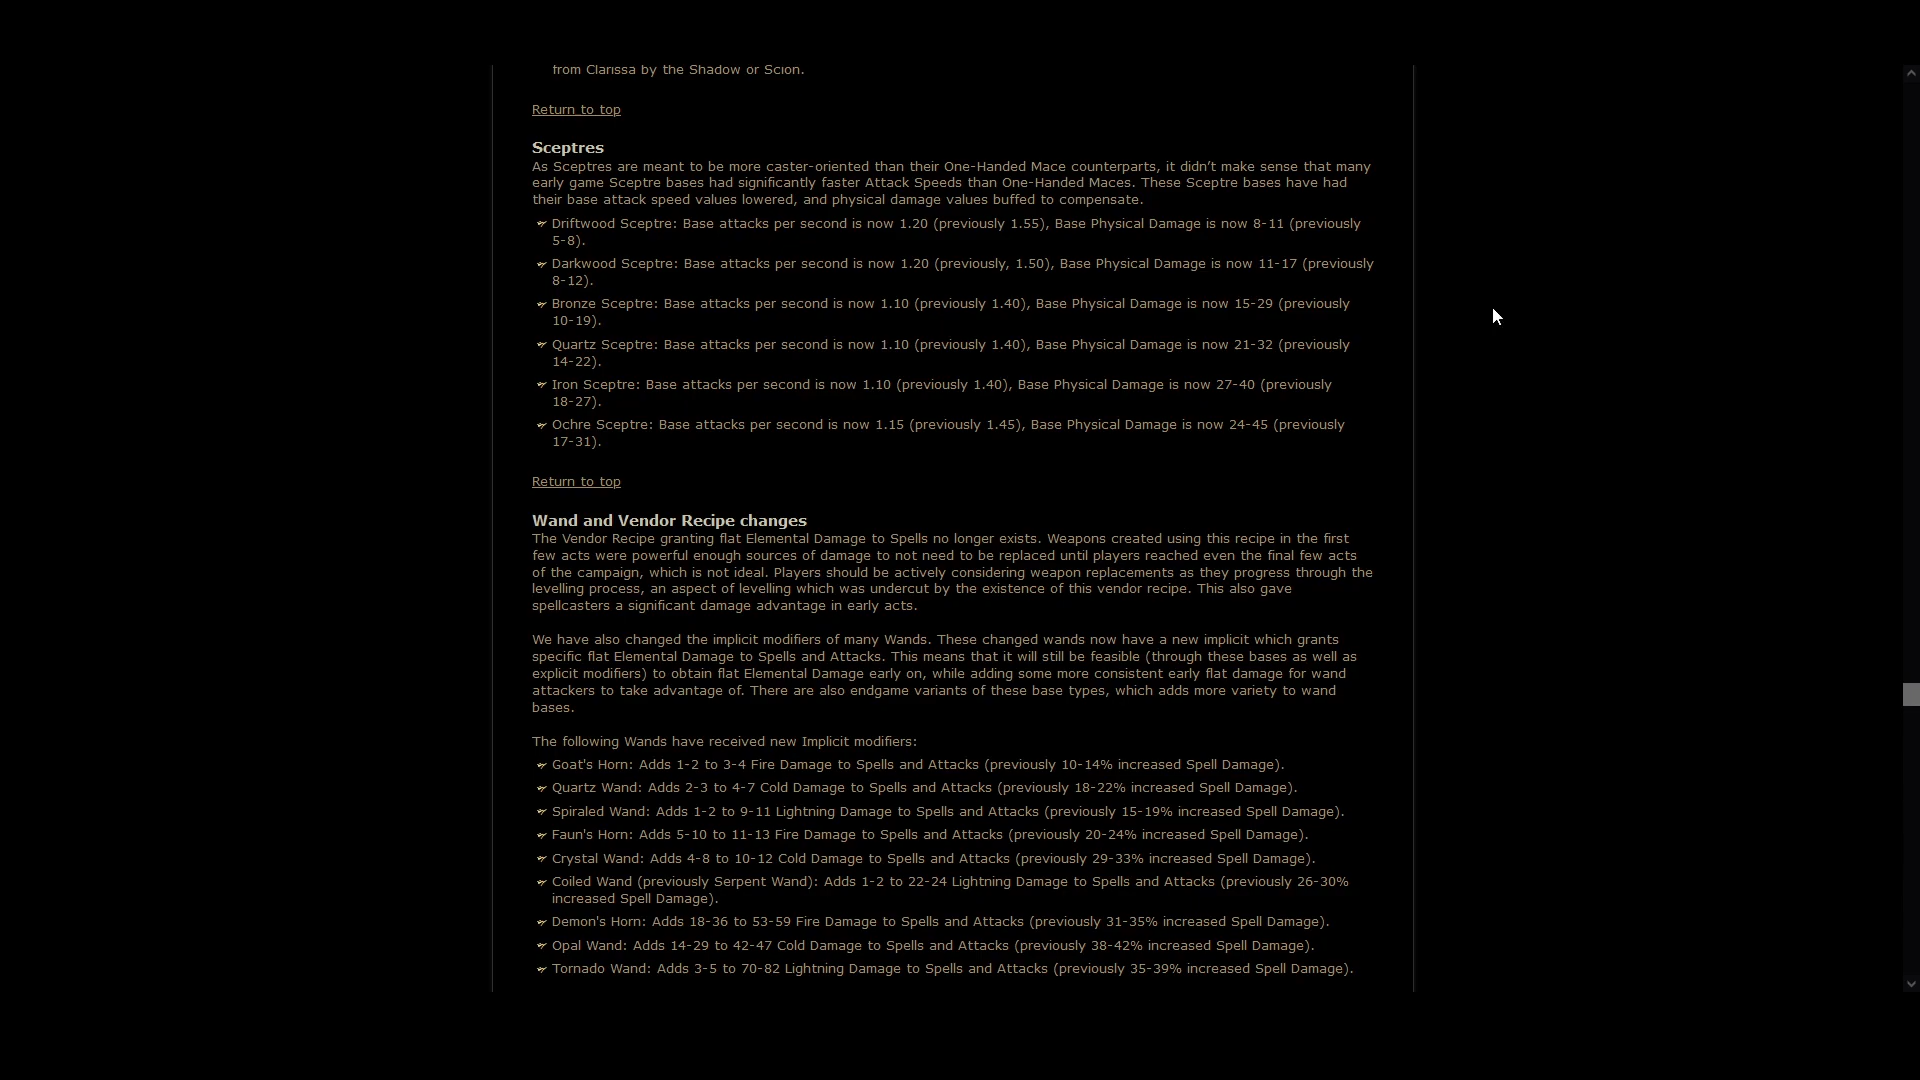 from Clarissa by the Shadow or Scion.
Return to top
Sceptres
As Sceptres are meant to be more caster-oriented than their One-Handed Mace counterparts, it didn’t make sense that many
early game Sceptre bases had significantly faster Attack Speeds than One-Handed Maces. These Sceptre bases have had
their base attack speed values lowered, and physical damage values buffed to compensate.
Driftwood Sceptre: Base attacks per second is now 1.20 (previously 1.55), Base Physical Damage is now 8-11 (previously
5-8).
Darkwood Sceptre: Base attacks per second is now 1.20 (previously, 1.50), Base Physical Damage is now 11-17 (previously
8-12).
Bronze Sceptre: Base attacks per second is now 1.10 (previously 1.40), Base Physical Damage is now 15-29 (previously
10-19).
Quartz Sceptre: Base attacks per second is now 1.10 (previously 1.40), Base Physical Damage is now 21-32 (previously
14-22).
Iron Sceptre: Base attacks per second is now 1.10 (previously 1.40), Base Physical Damage is now 27-40 (previously
18-27).
Ochre Sceptre: Base attacks per second is now 1.15 (previously 1.45), Base Physical Damage is now 24-45 (previously
17-31).
Return to top
Wand and Vendor Recipe changes
The Vendor Recipe granting flat Elemental Damage to Spells no longer exists. Weapons created using this recipe in the first
few acts were powerful enough sources of damage to not need to be replaced until players reached even the final few acts
of the campaign, which is not ideal. Players should be actively considering weapon replacements as they progress through the
levelling process, an aspect of levelling which was undercut by the existence of this vendor recipe. This also gave
spellcasters a significant damage advantage in early acts.
We have also changed the implicit modifiers of many Wands. These changed wands now have a new implicit which grants
specific flat Elemental Damage to Spells and Attacks. This means that it will still be feasible (through these bases as well as
explicit modifiers) to obtain flat Elemental Damage early on, while adding some more consistent early flat damage for wand
attackers to take advantage of. There are also endgame variants of these base types, which adds more variety to wand
bases.
The following Wands have received new Implicit modifiers:
Goat's Horn: Adds 1-2 to 3-4 Fire Damage to Spells and Attacks (previously 10-14% increased Spell Damage).
Quartz Wand: Adds 2-3 to 4-7 Cold Damage to Spells and Attacks (previously 18-22% increased Spell Damage).
Spiraled Wand: Adds 1-2 to 9-11 Lightning Damage to Spells and Attacks (previously 15-19% increased Spell Damage).
Faun's Horn: Adds 5-10 to 11-13 Fire Damage to Spells and Attacks (previously 20-24% increased Spell Damage).
Crystal Wand: Adds 4-8 to 10-12 Cold Damage to Spells and Attacks (previously 29-33% increased Spell Damage).
Coiled Wand (previously Serpent Wand): Adds 1-2 to 22-24 Lightning Damage to Spells and Attacks (previously 26-30%
increased Spell Damage).
Demon's Horn: Adds 18-36 to 53-59 Fire Damage to Spells and Attacks (previously 31-35% increased Spell Damage).
Opal Wand: Adds 14-29 to 42-47 Cold Damage to Spells and Attacks (previously 38-42% increased Spell Damage).
Tornado Wand: Adds 3-5 to 70-82 Lightning Damage to Spells and Attacks (previously 35-39% increased Spell Damage).